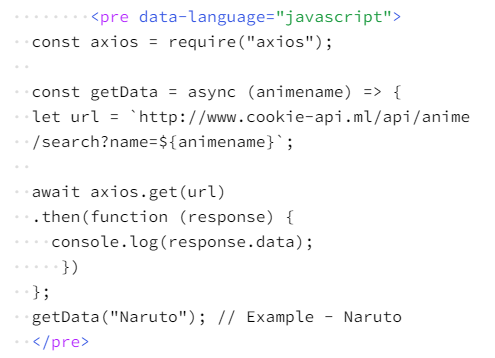 <pre data-language="javascript">
const axios = require("axios");

const getData = async (animename) => {
let url = `http://www.cookie-api.ml/api/anime
/search?name=${animename}`;

await axios.get(url)
.then(function (response) {
console.log(response.data);
})
};
getData("Naruto"); // Example - Naruto
</pre>